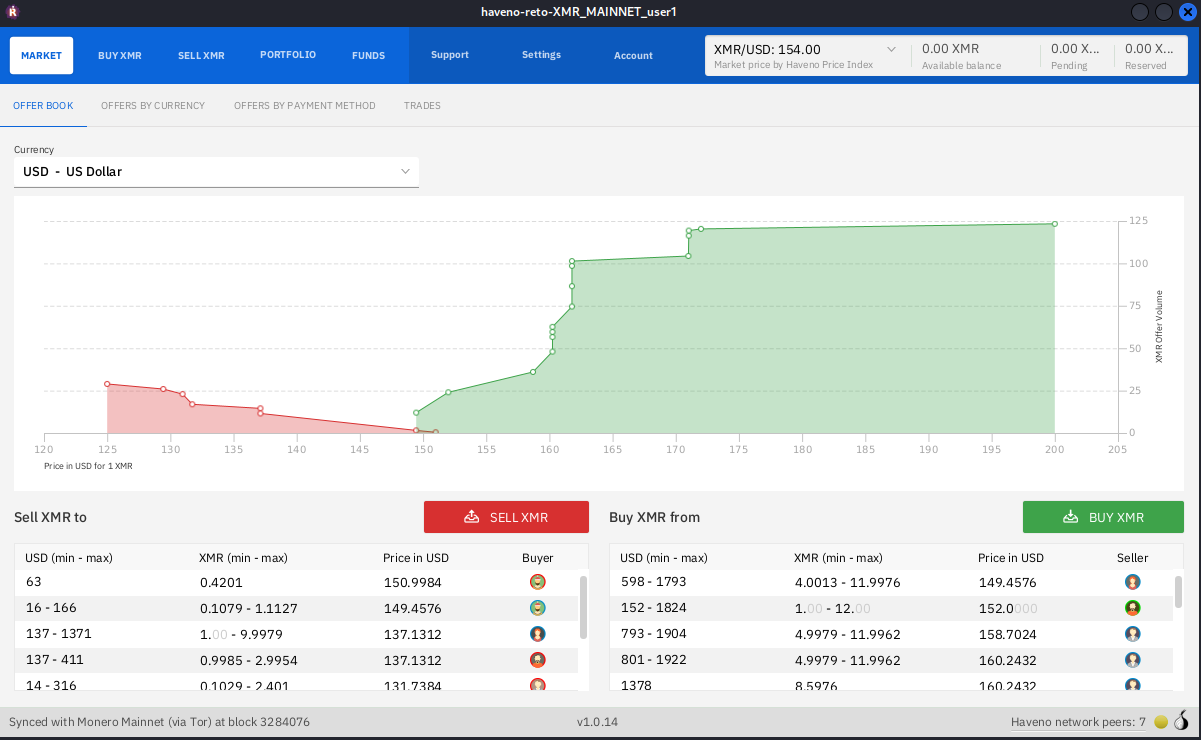 haveno-reto-XMR_MAINNET_user1
MARKET BUY XMR SELL XMR PORTFOLIO FUNDS Support Settings Account
XMR/USD: 154.00 0.00 XMR 0.00 X... 0.00 X...
Market price by Haveno Price Index Available balance Pending Reserved
OFFER BOOK OFFERS BY CURRENCY OFFERS BY PAYMENT METHOD TRADES
Currency
USD - US Dollar
125
100
75
50
25
0
XMR Offer Volume
120 125 130 135 140 145 150 155 160 165 170 175 180 185 190 195 200 205
Price in USD for 1 XMR
Sell XMR to SELL XMR
USD (min - max) XMR (min - max) Price in USD Buyer
63 0.4201 150.9984
16 - 166 0.1079 - 1.1127 149.4576
137 - 1371 1.00 - 9.9979 137.1312
137 - 411 0.9985 - 2.9954 137.1312
14 - 316 0.1029 - 2.401 131.7384
Buy XMR from BUY XMR
USD (min - max) XMR (min - max) Price in USD Seller
598 - 1793 4.0013 - 11.9976 149.4576
152 - 1824 1.00 - 12.00 152.0000
793 - 1904 4.9979 - 11.9962 158.7024
801 - 1922 4.9979 - 11.9962 160.2432
1378 8.5976 160.2432
Synced with Monero Mainnet (via Tor) at block 3284076 v1.0.14 Haveno network peers: 7